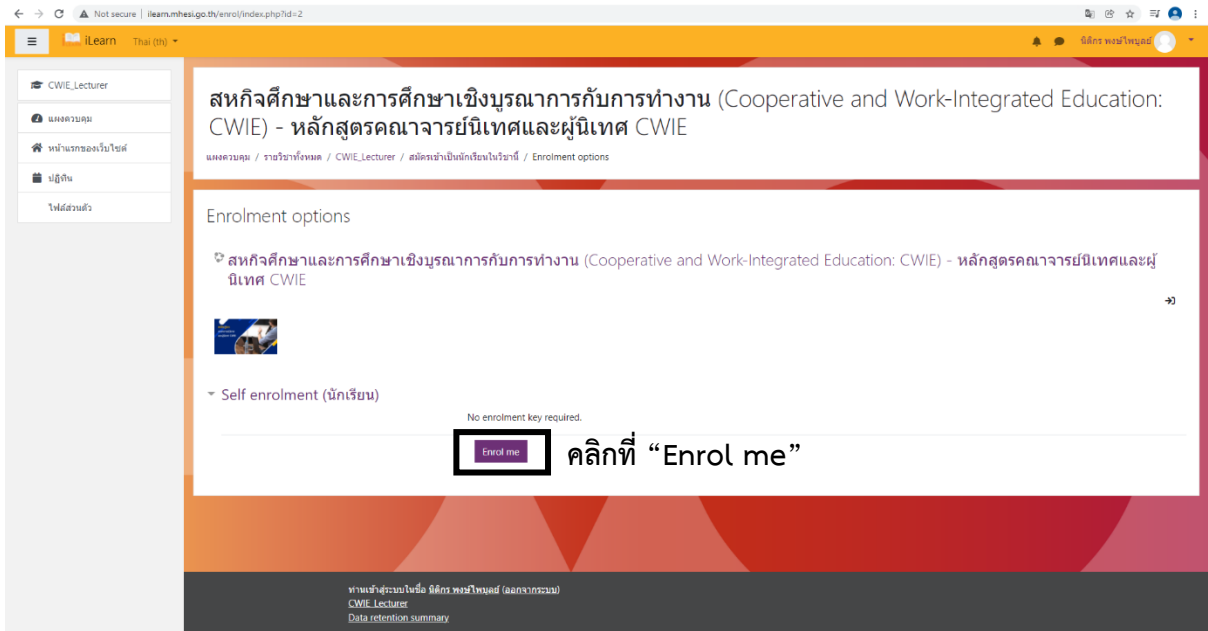 Not secure | ilearn.mhesi.go.th/enrol/index.php?id=2
iLearn Thai (th)
นิติกร พงษ์ไพบูลย์
CWIE_Lecturer
แผงควบคุม
หน้าแรกของเว็บไซต์
ปฏิทิน
ไฟล์ส่วนตัว
สหกิจศึกษาและการศึกษาเชิงบูรณาการกับการทำงาน (Cooperative and Work-Integrated Education:
CWIE) - หลักสูตรคณาจารย์นิเทศและผู้นิเทศ CWIE
แผงควบคุม / รายวิชาทั้งหมด / CWIE_Lecturer / สมัครเข้าเป็นนักเรียนในวิชานี้ / Enrolment options
Enrolment options
สหกิจศึกษาและการศึกษาเชิงบูรณาการกับการทำงาน (Cooperative and Work-Integrated Education: CWIE) - หลักสูตรคณาจารย์นิเทศและผู้
นิเทศ CWIE
Self enrolment (นักเรียน)
No enrolment key required.
Enrol me
คลิกที่ “Enrol me”
ท่านเข้าสู่ระบบในชื่อ นิติกร พงษ์ไพบูลย์ (ออกจากระบบ)
CWIE_Lecturer
Data retention summary